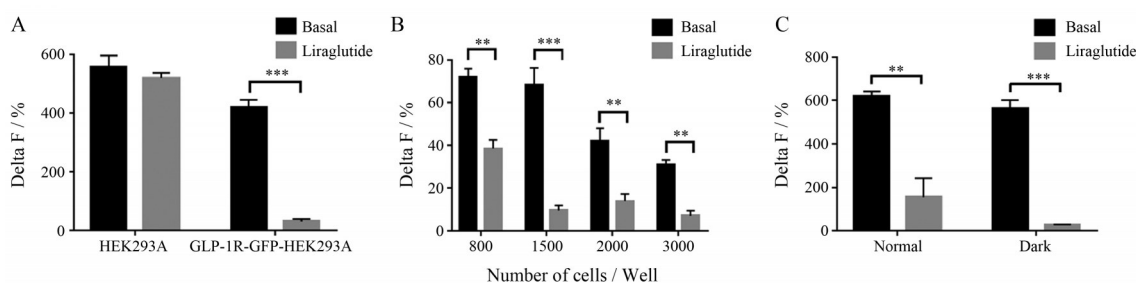 A
Basal
Liraglutide
Delta F / %
600
400
200
0
***
HEK293A
GLP-1R-GFP-HEK293A
B
Basal
Liraglutide
Delta F / %
80
60
40
20
0
**
***
**
**
800
1500
2000
3000
Number of cells / Well
C
Basal
Liraglutide
Delta F / %
800
600
400
200
0
**
***
Normal
Dark